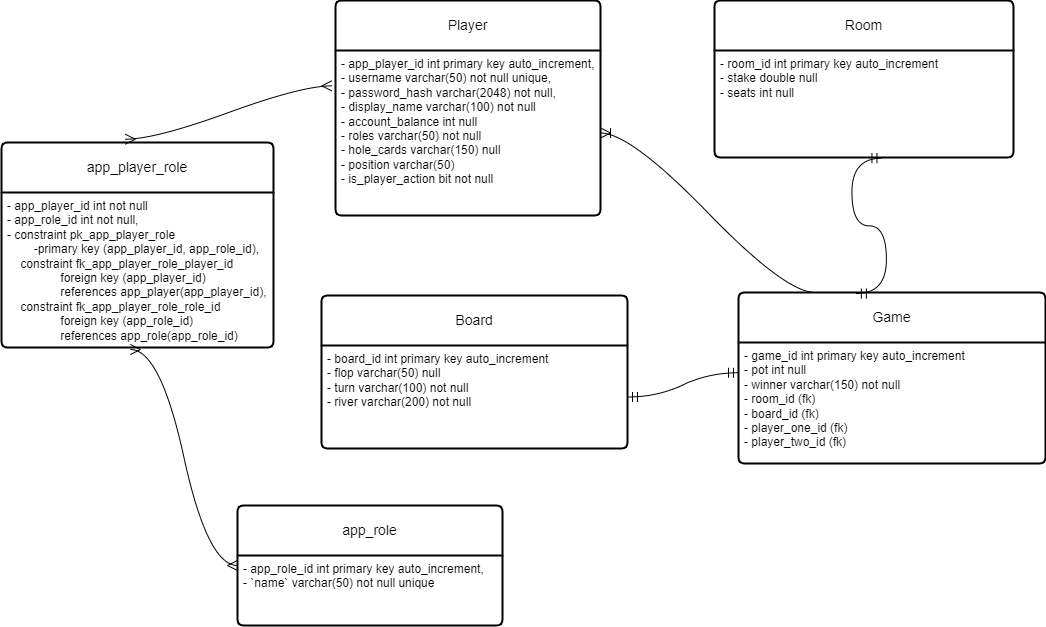 Player
- app_player_id int primary key auto_increment,
- username varchar(50) not null unique,
- password_hash varchar(2048) not null,
- display_name varchar(100) not null
- account_balance int null
- roles varchar(50) not null
- hole_cards varchar(150) null
- position varchar(50)
- is_player_action bit not null
Room
- room_id int primary key auto_increment
- stake double null
- seats int null
app_player_role
- app_player_id int not null
- app_role_id int not null,
- constraint pk_app_player_role
-primary key (app_player_id, app_role_id),
constraint fk_app_player_role_player_id
foreign key (app_player_id)
references app_player(app_player_id),
constraint fk_app_player_role_role_id
foreign key (app_role_id)
references app_role(app_role_id)
Board
- board_id int primary key auto_increment
- flop varchar(50) null
- turn varchar(100) not null
- river varchar(200) not null
Game
- game_id int primary key auto_increment
- pot int null
- winner varchar(150) not null
- room_id (fk)
- board_id (fk)
- player_one_id (fk)
- player_two_id (fk)
app_role
- app_role_id int primary key auto_increment,
- `name` varchar(50) not null unique